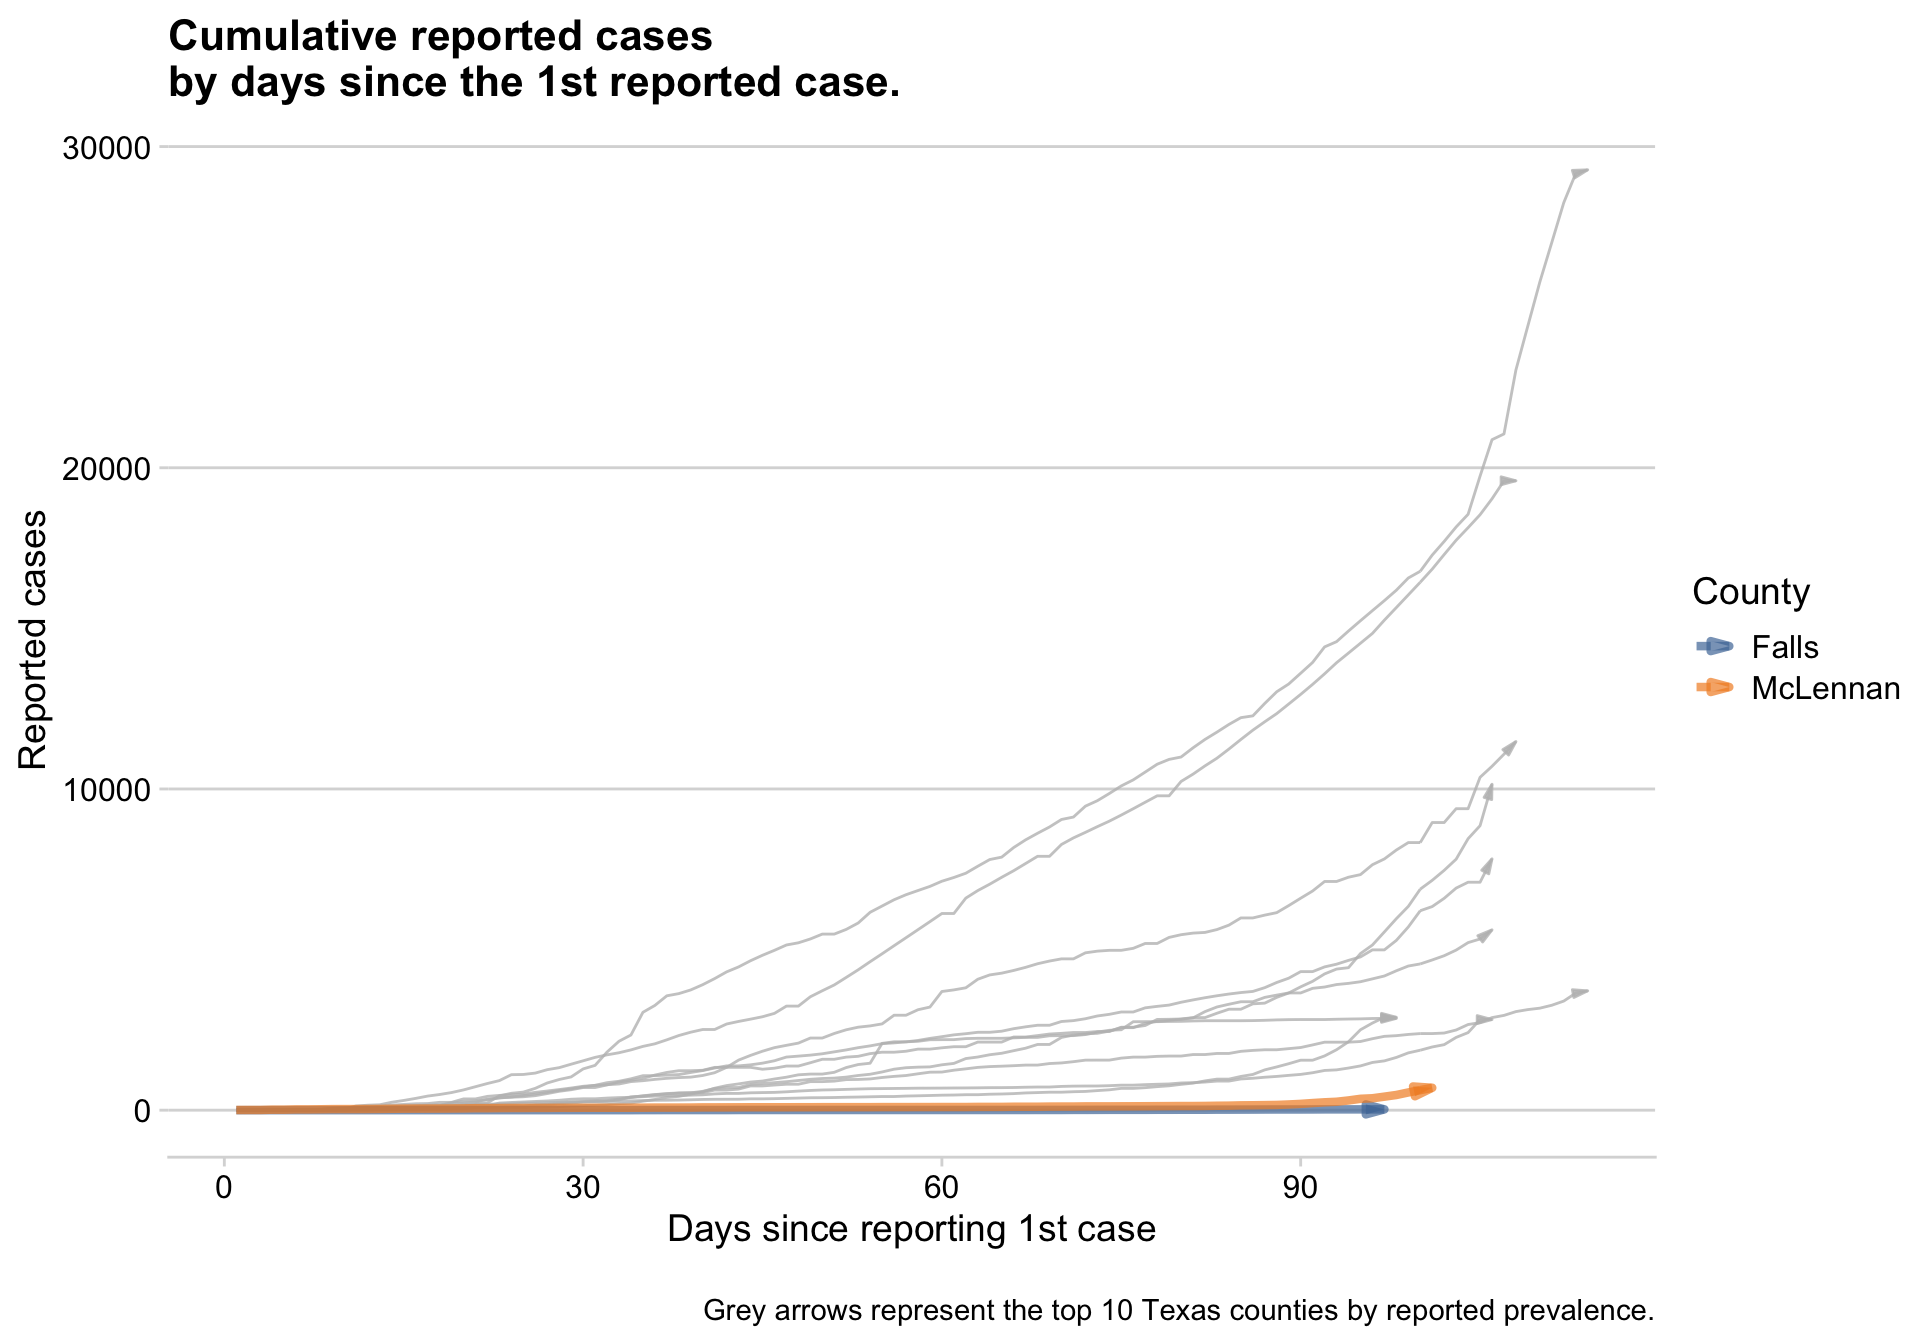 Cumulative reported cases
by days since the 1st reported case.
30000
20000
10000
0
Reported cases
0 30 60 90
Days since reporting 1st case
County
Falls
McLennan
Grey arrows represent the top 10 Texas counties by reported prevalence.